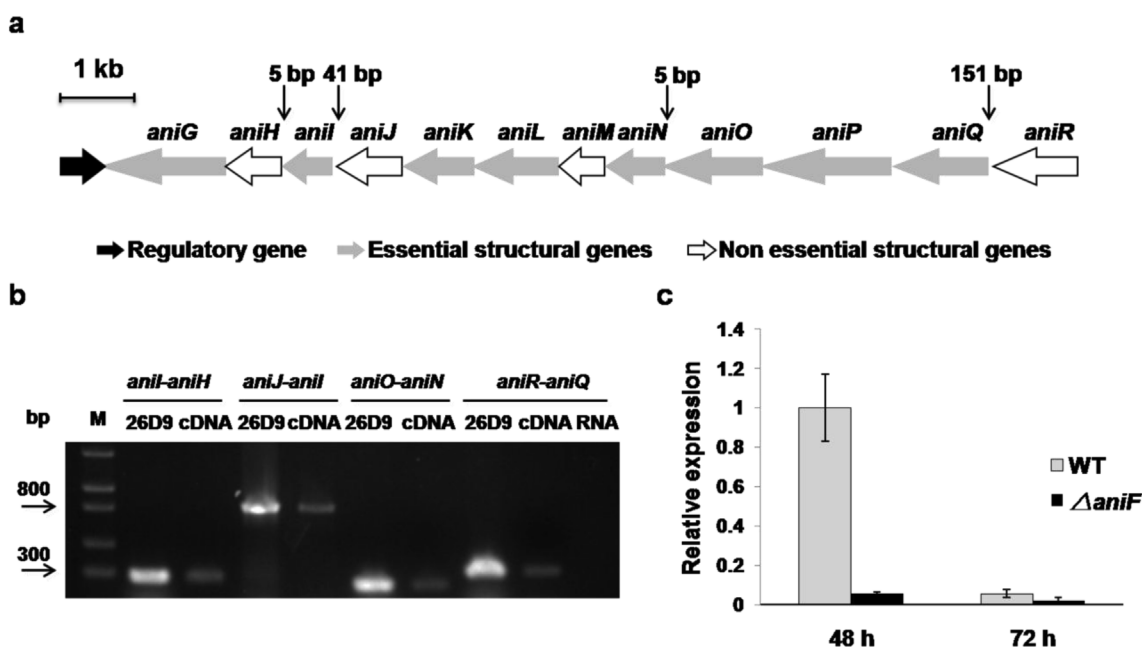 a
1 kb
5 bp 41 bp 5 bp 151 bp
aniG aniH aniI aniJ aniK aniL aniM aniN aniO aniP aniQ aniR
Regulatory gene Essential structural genes Non essential structural genes
b
aniI-aniH aniJ-aniI aniO-aniN aniR-aniQ
bp M 26D9 cDNA 26D9 cDNA 26D9 cDNA 26D9 cDNA RNA
800
300
c
Relative expression
1.4
1.2
1
0.8
0.6
0.4
0.2
0
48 h 72 h
WT
ΔaniF